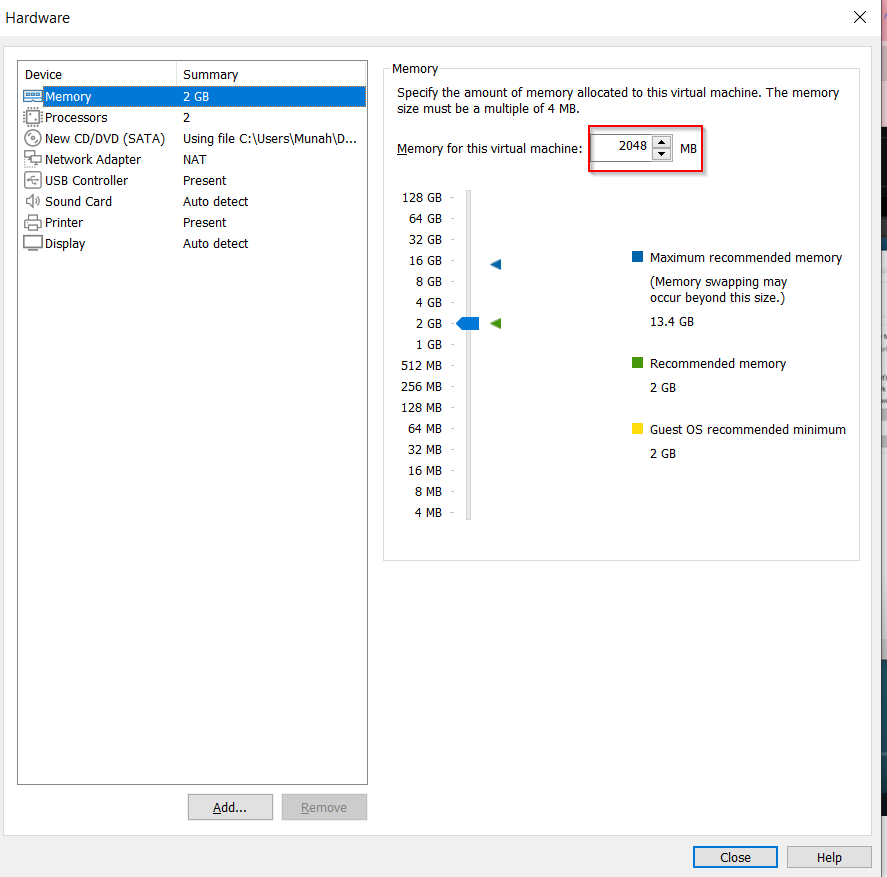 Hardware
Device Summary
Memory 2 GB
Processors 2
New CD/DVD (SATA) Using file C:\Users\Munah\D...
Network Adapter NAT
USB Controller Present
Sound Card Auto detect
Printer Present
Display Auto detect
Add...
Remove
Memory
Specify the amount of memory allocated to this virtual machine. The memory
size must be a multiple of 4 MB.
Memory for this virtual machine: 2048 MB
128 GB
64 GB
32 GB
16 GB
8 GB
4 GB
2 GB
1 GB
512 MB
256 MB
128 MB
64 MB
32 MB
16 MB
8 MB
4 MB
Maximum recommended memory
(Memory swapping may
occur beyond this size.)
13.4 GB
Recommended memory
2 GB
Guest OS recommended minimum
2 GB
Close
Help